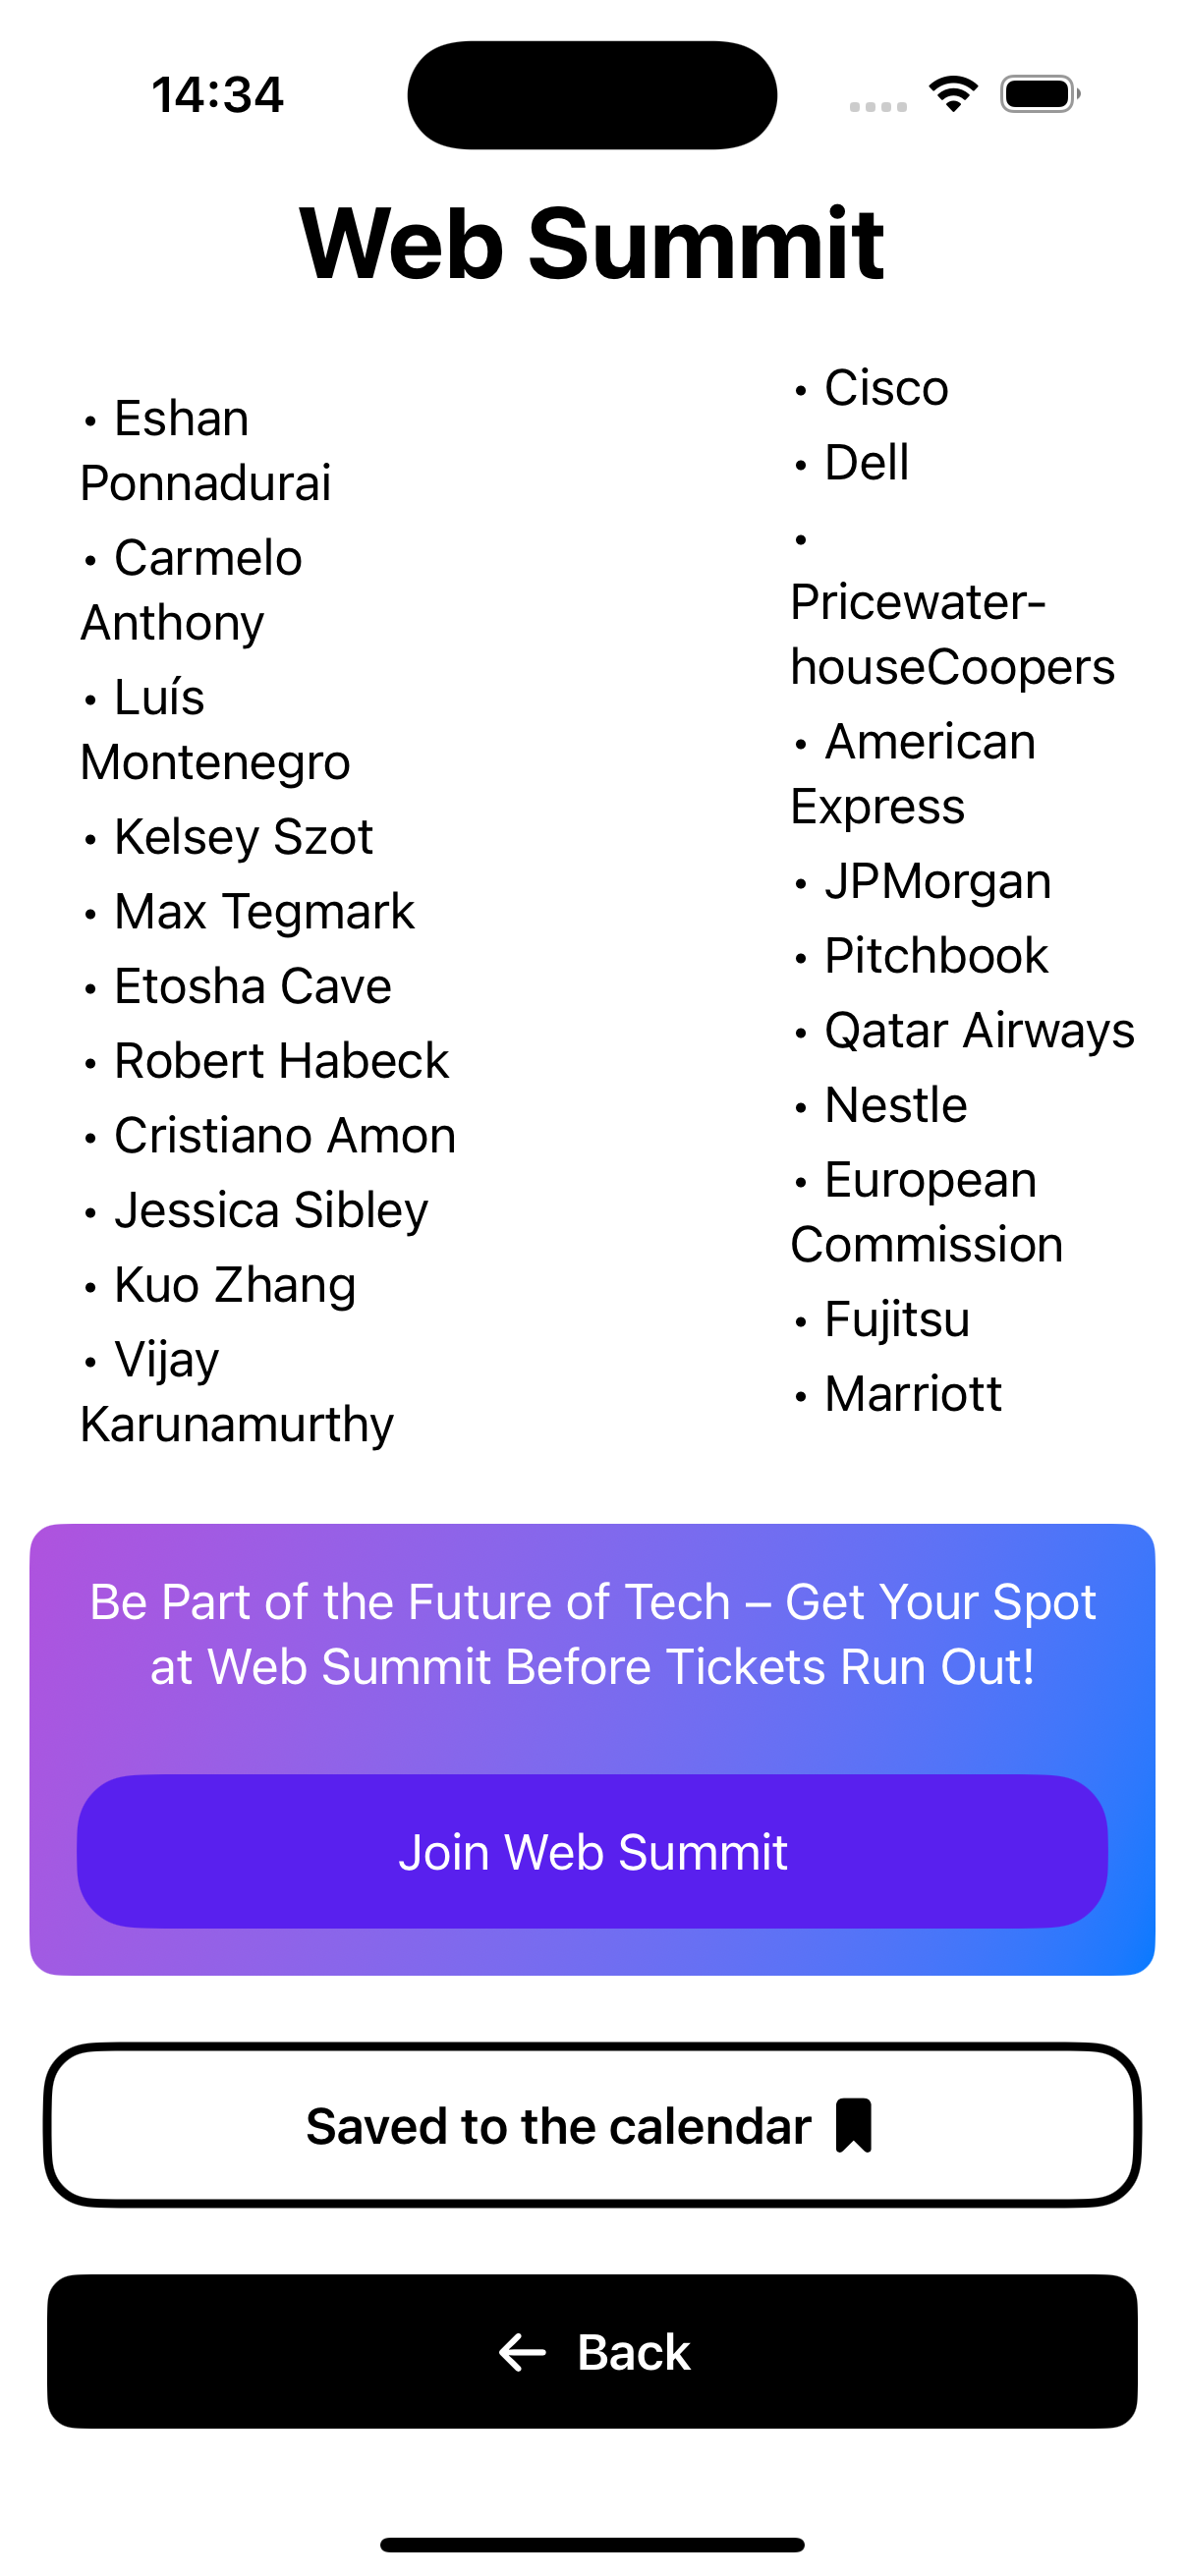 14:34
Web Summit
• Eshan
Ponnadurai
• Carmelo
Anthony
• Luís
Montenegro
• Kelsey Szot
• Max Tegmark
• Etosha Cave
• Robert Habeck
• Cristiano Amon
• Jessica Sibley
• Kuo Zhang
• Vijay
Karunamurthy
• Cisco
• Dell
•
Pricewater-
houseCoopers
• American
Express
• JPMorgan
• Pitchbook
• Qatar Airways
• Nestle
• European
Commission
• Fujitsu
• Marriott
Be Part of the Future of Tech – Get Your Spot
at Web Summit Before Tickets Run Out!
Join Web Summit
Saved to the calendar
← Back